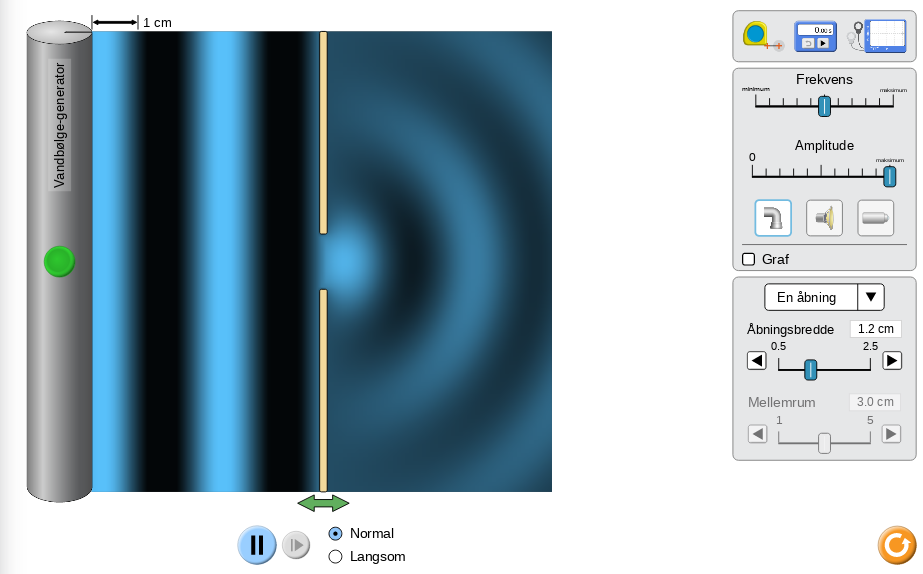 1 cm
Vandbølge-generator
0.00 s
Frekvens
minimum
maksimum
Amplitude
0
maksimum
Graf
En åbning
Åbningsbredde 1.2 cm
0.5 2.5
Mellemrum 3.0 cm
1 5
Normal
Langsom